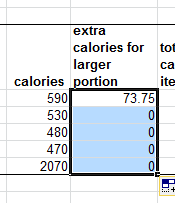 extra
calories for tot
larger ca
calories portion ite
590 73.75
530 0
480 0
470 0
2070 0